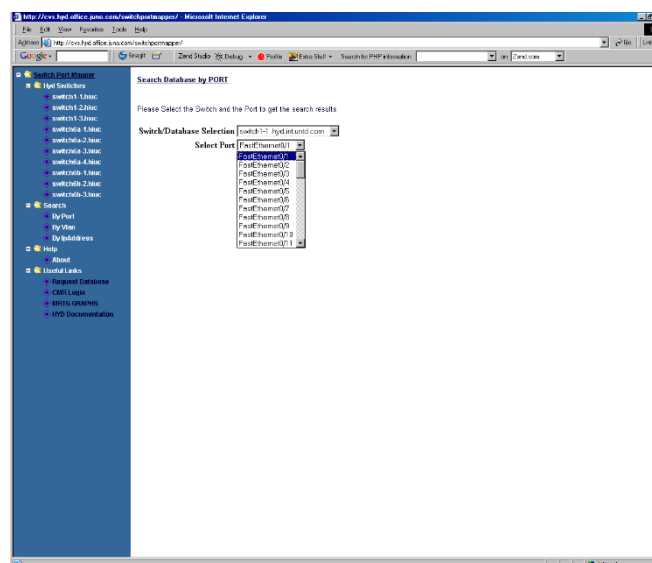 http://cvs.hyd.office.juno.com/switchportmapper/ - Microsoft Internet Explorer
File Edit View Favorites Tools Help
Address http://cvs.hyd.office.juno.com/switchportmapper/ Go
Google SnagIt Zend Studio Debug Profile Extra Stuff Search for PHP information: on Zend.com
Switch Port Mapper
Hyd Switches
switch1-1.hiuc
switch1-2.hiuc
switch1-3.hiuc
switch6a-1.hiuc
switch6a-2.hiuc
switch6a-3.hiuc
switch6a-4.hiuc
switch6b-1.hiuc
switch6b-2.hiuc
switch6b-3.hiuc
Search
By Port
By Vlan
By IpAddress
Help
About
Useful Links
Request Database
CMR Login
MRTG GRAPHS
HYD Documentation
Search Database by PORT
Please Select the Switch and the Port to get the search results
Switch/Database Selection switch1-1.hyd.int.untd.com
Select Port FastEthernet0/1
FastEthernet0/1
FastEthernet0/2
FastEthernet0/3
FastEthernet0/4
FastEthernet0/5
FastEthernet0/6
FastEthernet0/7
FastEthernet0/8
FastEthernet0/9
FastEthernet0/10
FastEthernet0/11